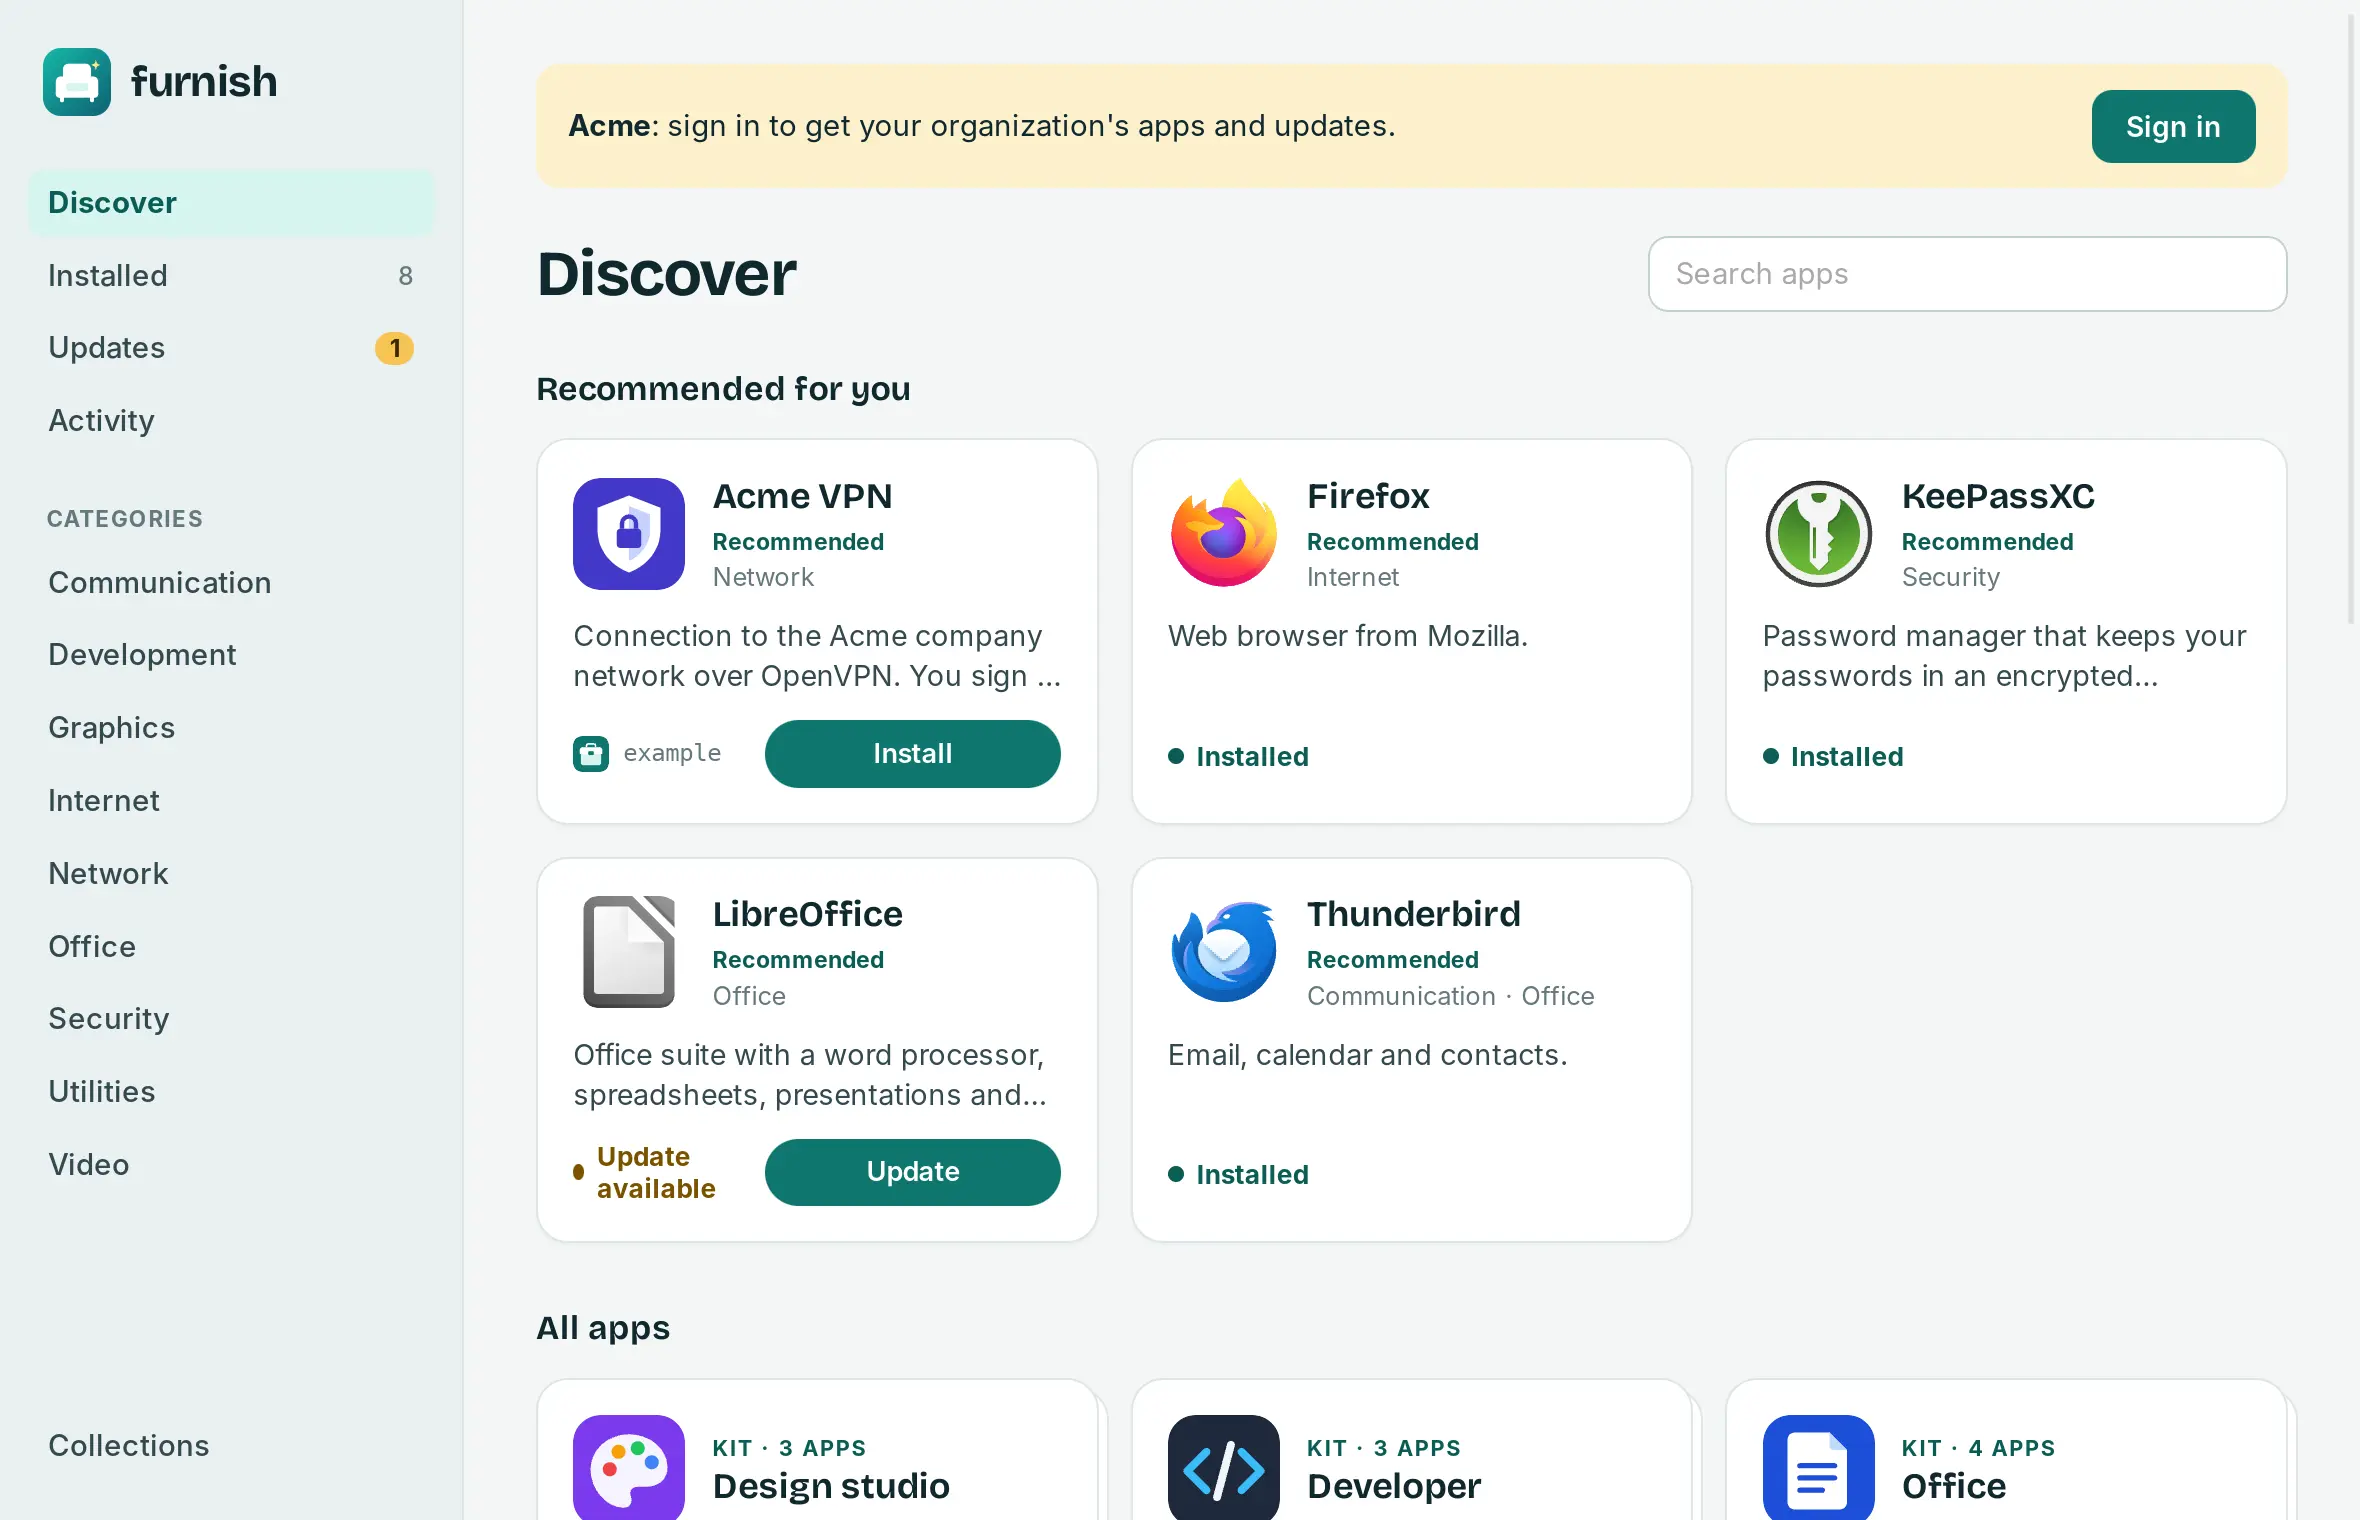 furnish
Discover
Installed 8
Updates 1
Activity
CATEGORIES
Communication
Development
Graphics
Internet
Network
Office
Security
Utilities
Video
Collections
Acme: sign in to get your organization's apps and updates.
Sign in
Discover
Search apps
Recommended for you
Acme VPN
Recommended
Network
Connection to the Acme company
network over OpenVPN. You sign ...
example
Install
Firefox
Recommended
Internet
Web browser from Mozilla.
Installed
KeePassXC
Recommended
Security
Password manager that keeps your
passwords in an encrypted...
Installed
LibreOffice
Recommended
Office
Office suite with a word processor,
spreadsheets, presentations and...
Update
available
Update
Thunderbird
Recommended
Communication · Office
Email, calendar and contacts.
Installed
All apps
KIT · 3 APPS
Design studio
KIT · 3 APPS
Developer
KIT · 4 APPS
Office